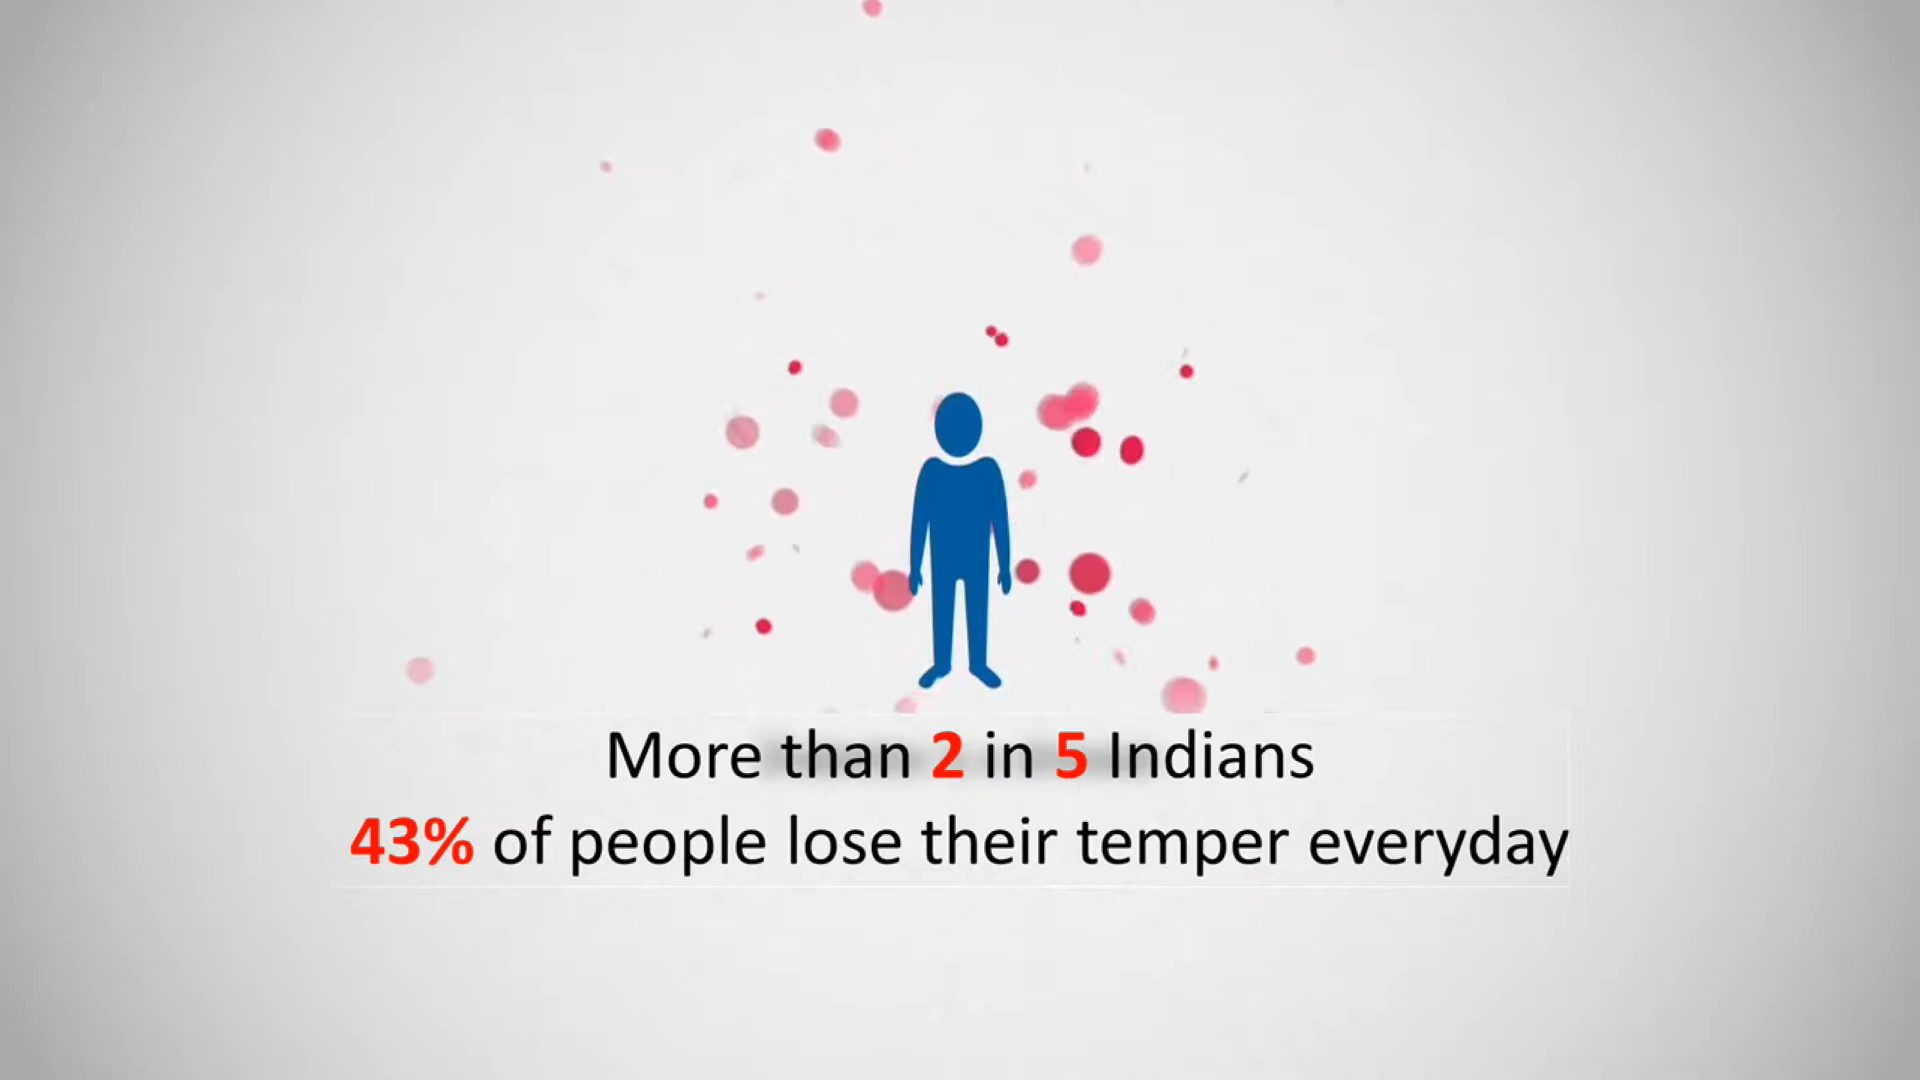 More than 2 in 5 Indians
43% of people lose their temper everyday